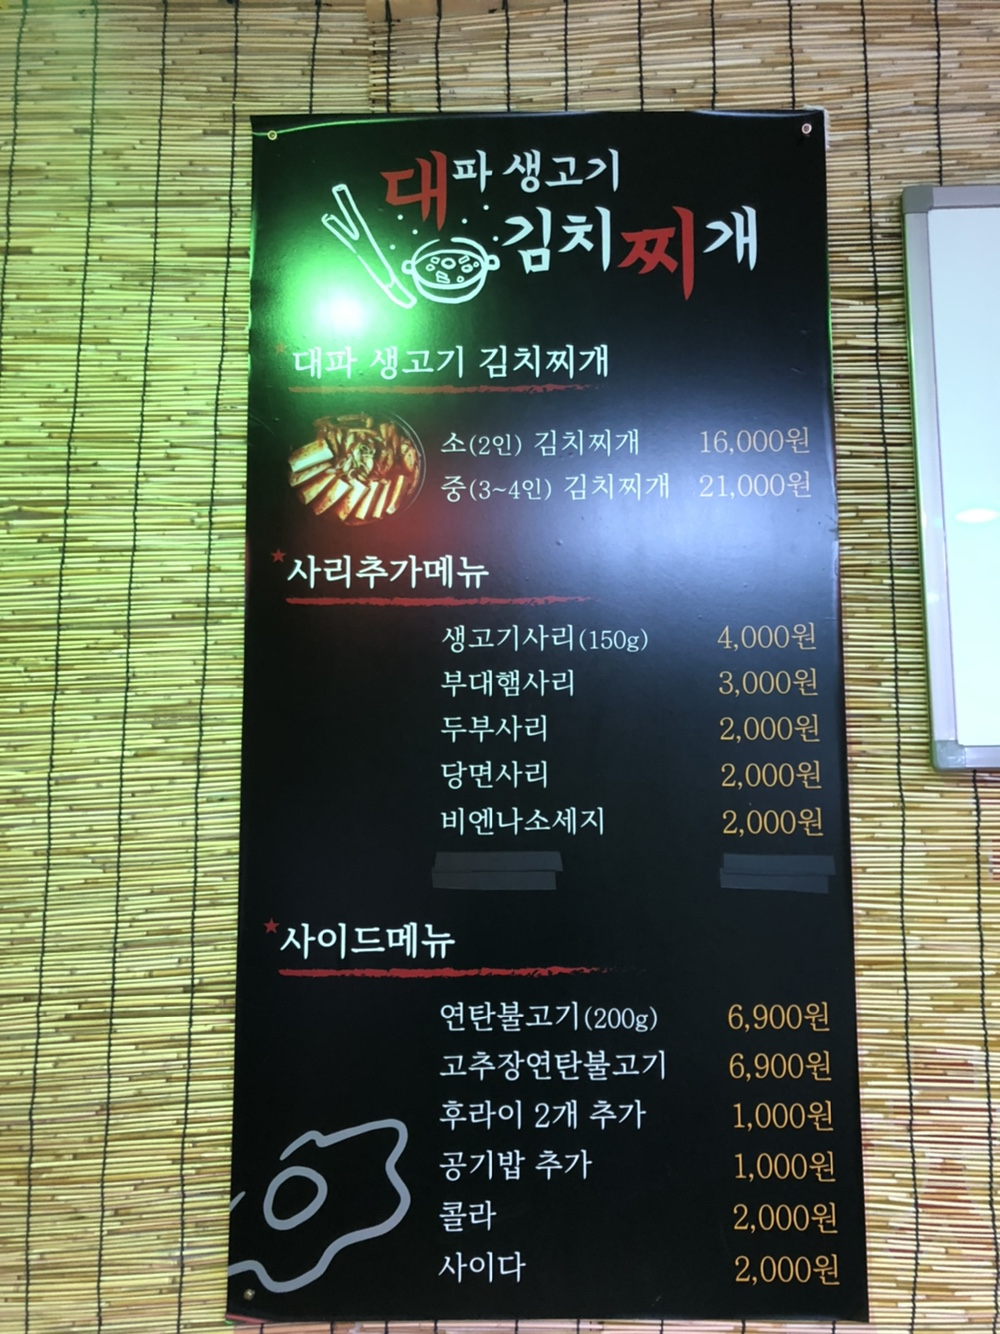 대파 생고기
김치찌개
대파 생고기 김치찌개
소(2인) 김치찌개 16,000원
중(3~4인) 김치찌개 21,000원
사리추가메뉴
생고기사리(150g) 4,000원
부대햄사리 3,000원
두부사리 2,000원
당면사리 2,000원
비엔나소세지 2,000원
사이드메뉴
연탄불고기(200g) 6,900원
고추장연탄불고기 6,900원
후라이 2개 추가 1,000원
공기밥 추가 1,000원
콜라 2,000원
사이다 2,000원